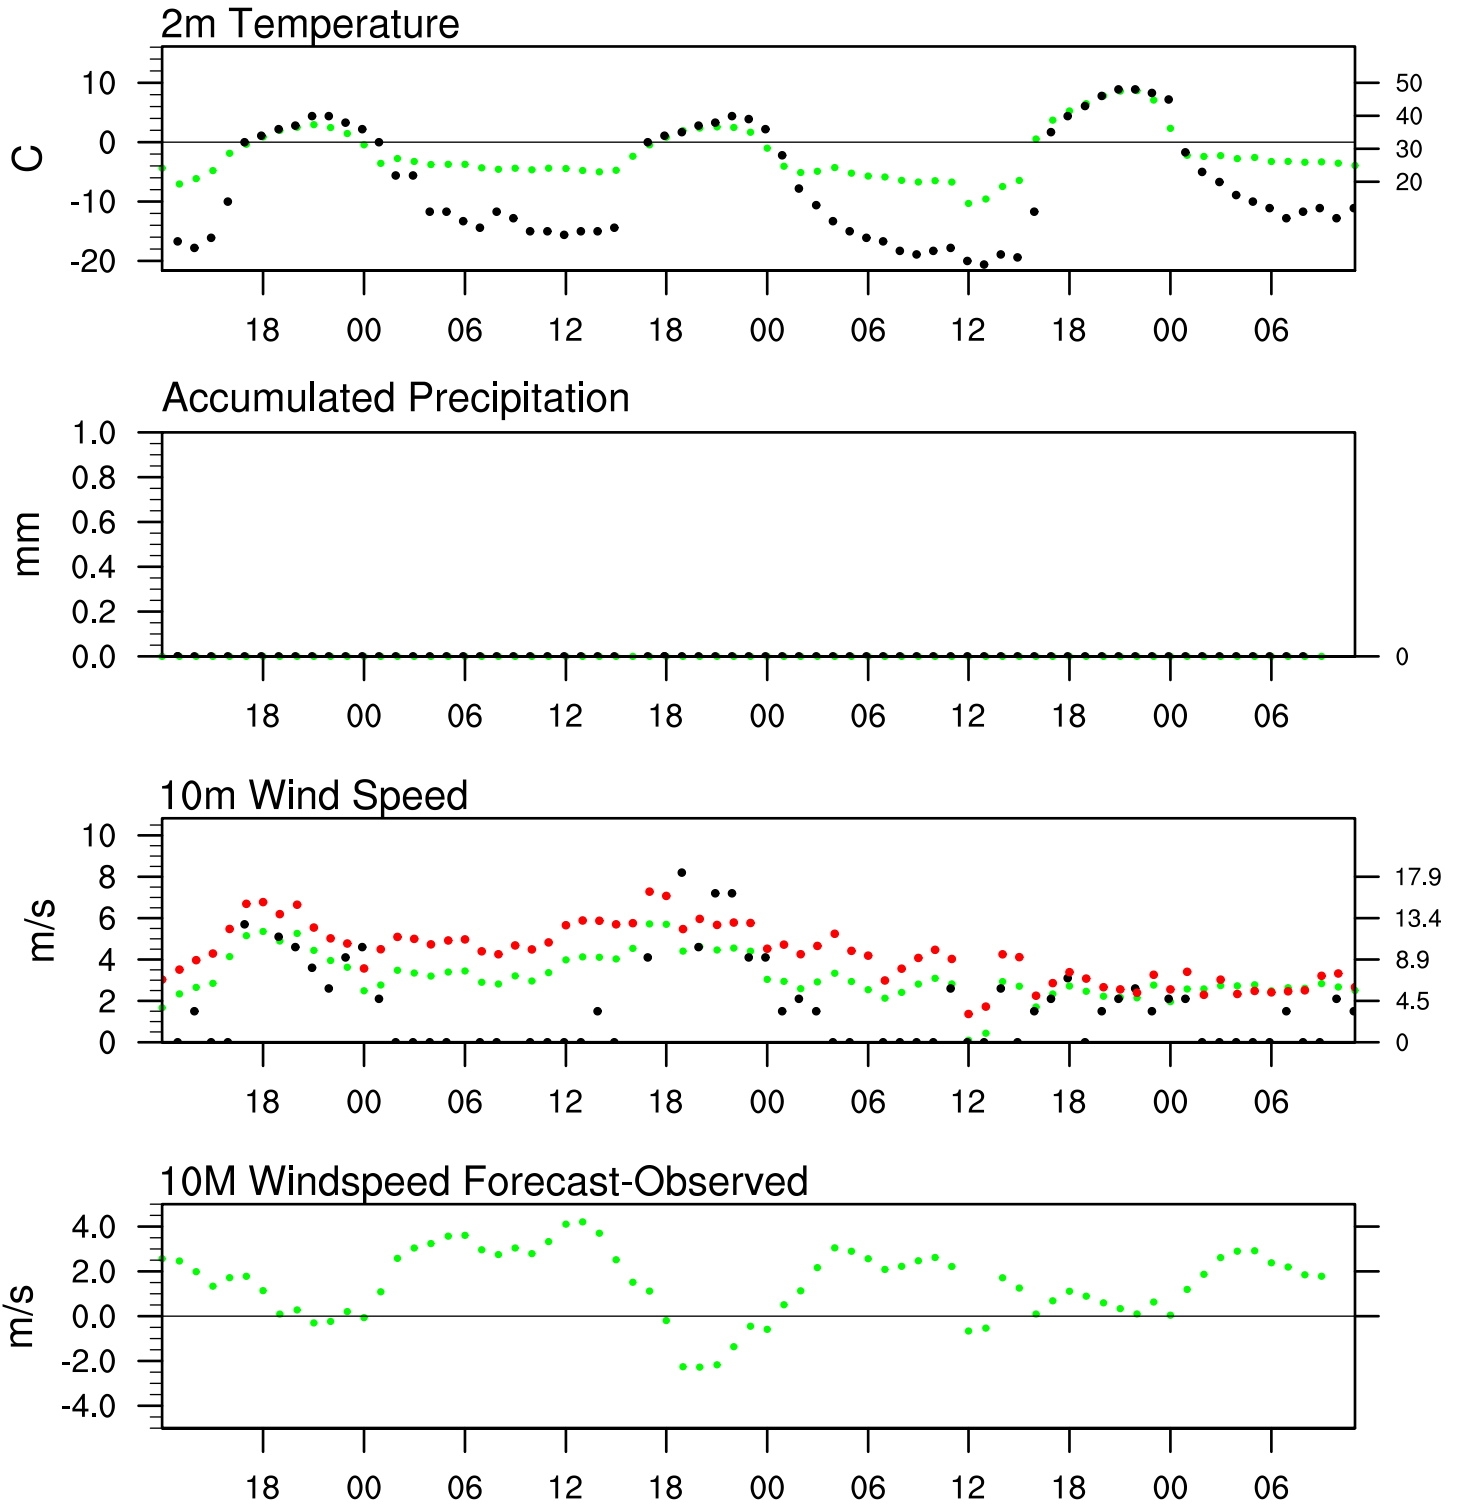 2m Temperature
10 50
40
C 0 30
20
-10
-20
18 00 06 12 18 00 06 12 18 00 06
Accumulated Precipitation
1.0
0.8
0.6
mm
0.4
0.2
0.0 0
18 00 06 12 18 00 06 12 18 00 06
10m Wind Speed
10
8 17.9
6 13.4
m/s
4 8.9
2 4.5
0 0
18 00 06 12 18 00 06 12 18 00 06
10M Windspeed Forecast-Observed
4.0
2.0
m/s 0.0
-2.0
-4.0
18 00 06 12 18 00 06 12 18 00 06